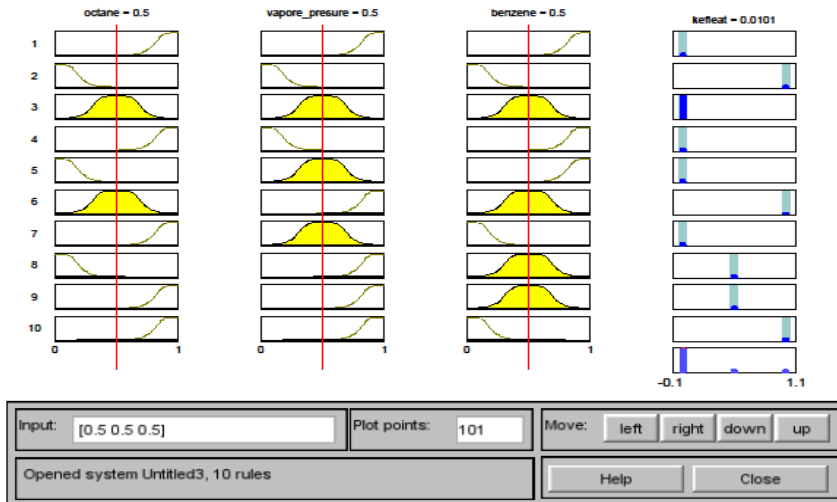 octane = 0.5 vapore_presure = 0.5 benzene = 0.5 kefieat = 0.0101
1
2
3
4
5
6
7
8
9
10
0 1 0 1 0 1
-0.1 1.1
Input: [0.5 0.5 0.5] Plot points: 101 Move: left right down up
Opened system Untitled3, 10 rules Help Close